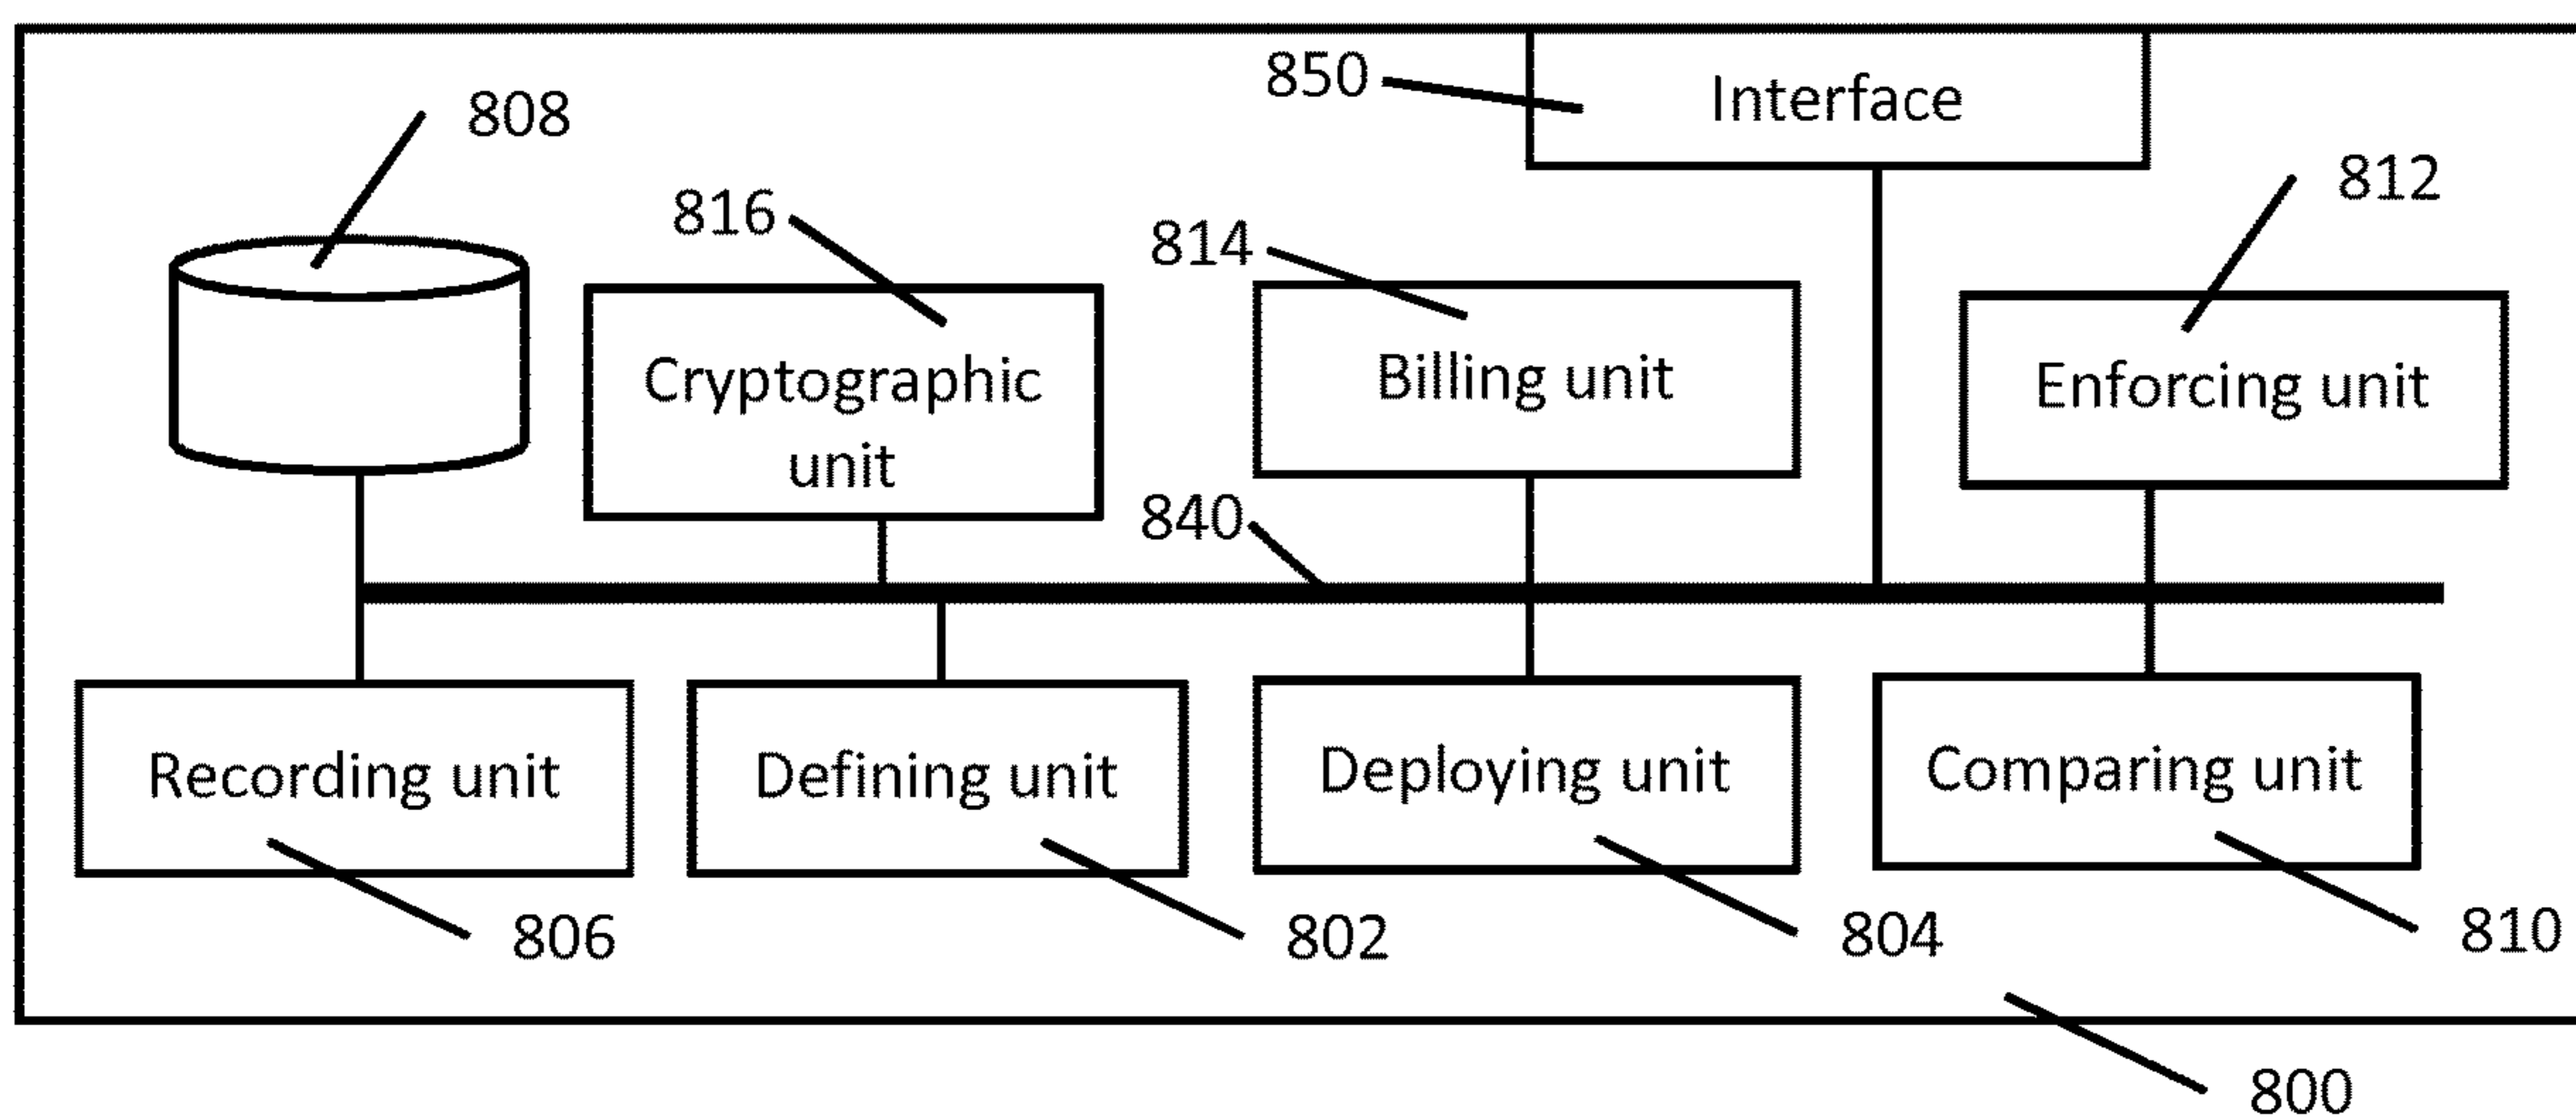 850
Interface
808
812
816
814
Cryptographic
unit
Billing unit
Enforcing unit
840
Recording unit
Defining unit
Deploying unit
Comparing unit
806
802
804
810
800